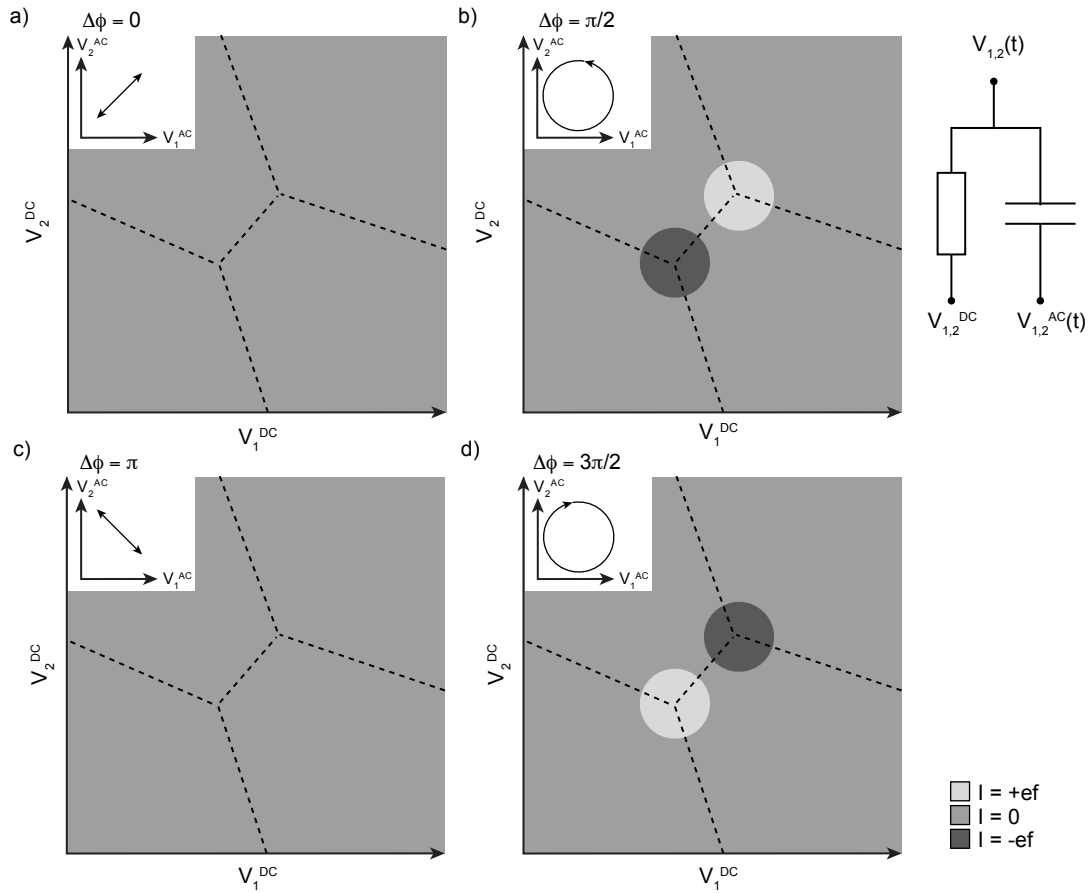 a) Δϕ = 0
V₂ᴬᶜ
V₁ᴬᶜ
V₂ᴰᶜ
V₁ᴰᶜ
b) Δϕ = π/2
V₂ᴬᶜ
V₁ᴬᶜ
V₂ᴰᶜ
V₁ᴰᶜ
V₁,₂(t)
V₁,₂ᴰᶜ V₁,₂ᴬᶜ(t)
c) Δϕ = π
V₂ᴬᶜ
V₁ᴬᶜ
V₂ᴰᶜ
V₁ᴰᶜ
d) Δϕ = 3π/2
V₂ᴬᶜ
V₁ᴬᶜ
V₂ᴰᶜ
V₁ᴰᶜ
I = +ef
I = 0
I = -ef